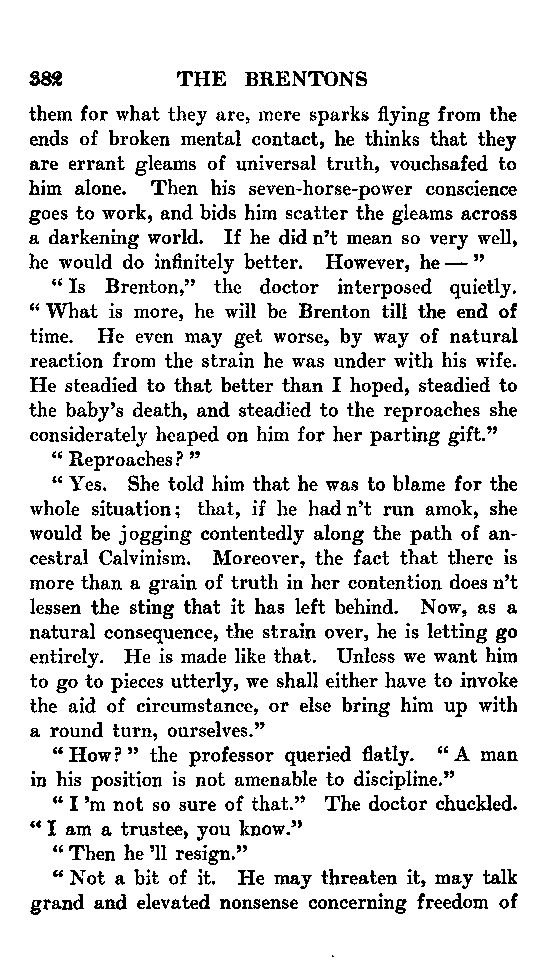 382 THE BRENTONS
them for what they are, mere sparks flying from the
ends of broken mental contact, he thinks that they
are errant gleams of universal truth, vouchsafed to
him alone. Then his seven-horse-power conscience
goes to work, and bids him scatter the gleams across
a darkening world. If he did n't mean so very well,
he would do infinitely better. However, he — "
" Is Brenton," the doctor interposed quietly.
" What is more, he will be Brenton till the end of
time. He even may get worse, by way of natural
reaction from the strain he was under with his wife.
He steadied to that better than I hoped, steadied to
the baby's death, and steadied to the reproaches she
considerately heaped on him for her parting gift."
" Reproaches? "
" Yes. She told him that he was to blame for the
whole situation; that, if he had n't run amok, she
would be jogging contentedly along the path of an-
cestral Calvinism. Moreover, the fact that there is
more than a grain of truth in her contention does n't
lessen the sting that it has left behind. Now, as a
natural consequence, the strain over, he is letting go
entirely. He is made like that. Unless we want him
to go to pieces utterly, we shall either have to invoke
the aid of circumstance, or else bring him up with
a round turn, ourselves."
" How? " the professor queried flatly. " A man
in his position is not amenable to discipline."
" I 'm not so sure of that." The doctor chuckled.
" I am a trustee, you know."
" Then he 'll resign."
" Not a bit of it. He may threaten it, may talk
grand and elevated nonsense concerning freedom of